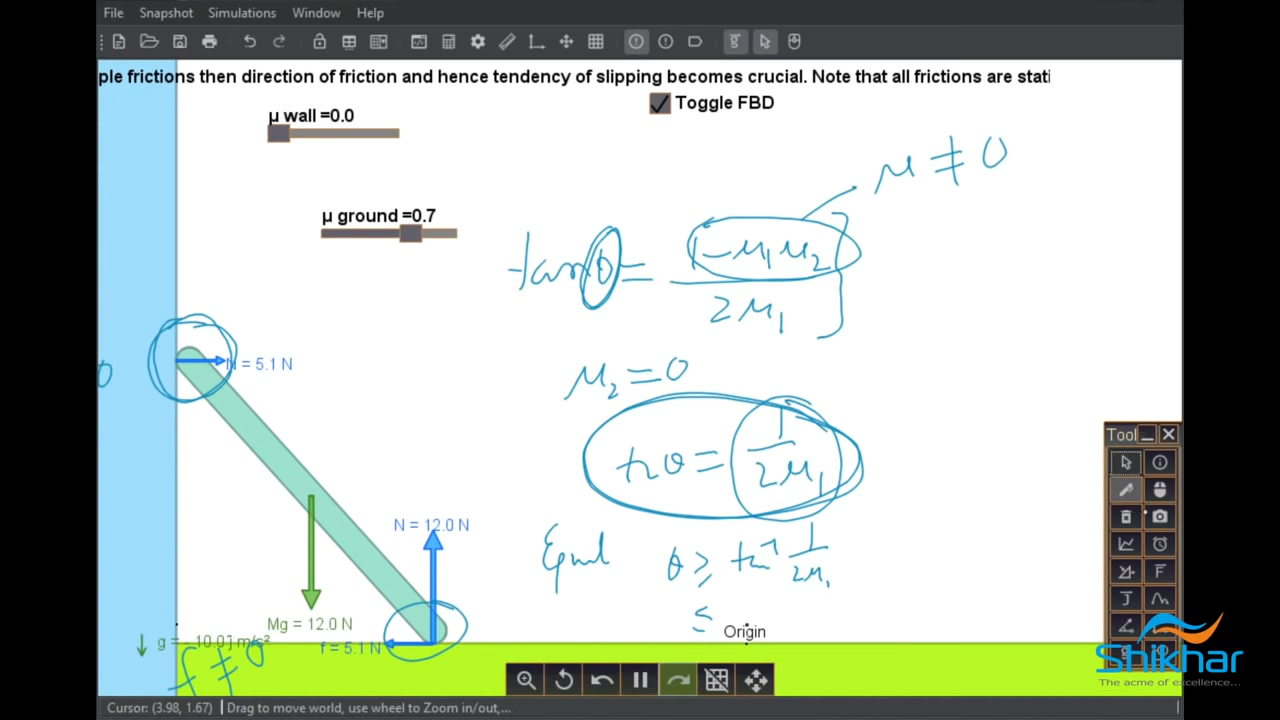 File Snapshot Simulations Window Help
ple frictions then direction of friction and hence tendency of slipping becomes crucial. Note that all frictions are stati
Toggle FBD
μ wall =0.0
μ ≠ 0
μ ground =0.7
tanθ = 1-μ₁μ₂ / 2μ₁
N = 5.1 N
0
μ₂ = 0
tanθ = 1 / 2μ₁
Tool
N = 12.0 N
Equil θ ≥ tan⁻¹ 1 / 2μ₁
≤
Mg = 12.0 N
Origin
g = - 10.0 j m/s²
f = 5.1 N
f ≠ 0
Shikhar
The acme of excellence...
Cursor: (3.98, 1.67) Drag to move world, use wheel to Zoom in/out,...